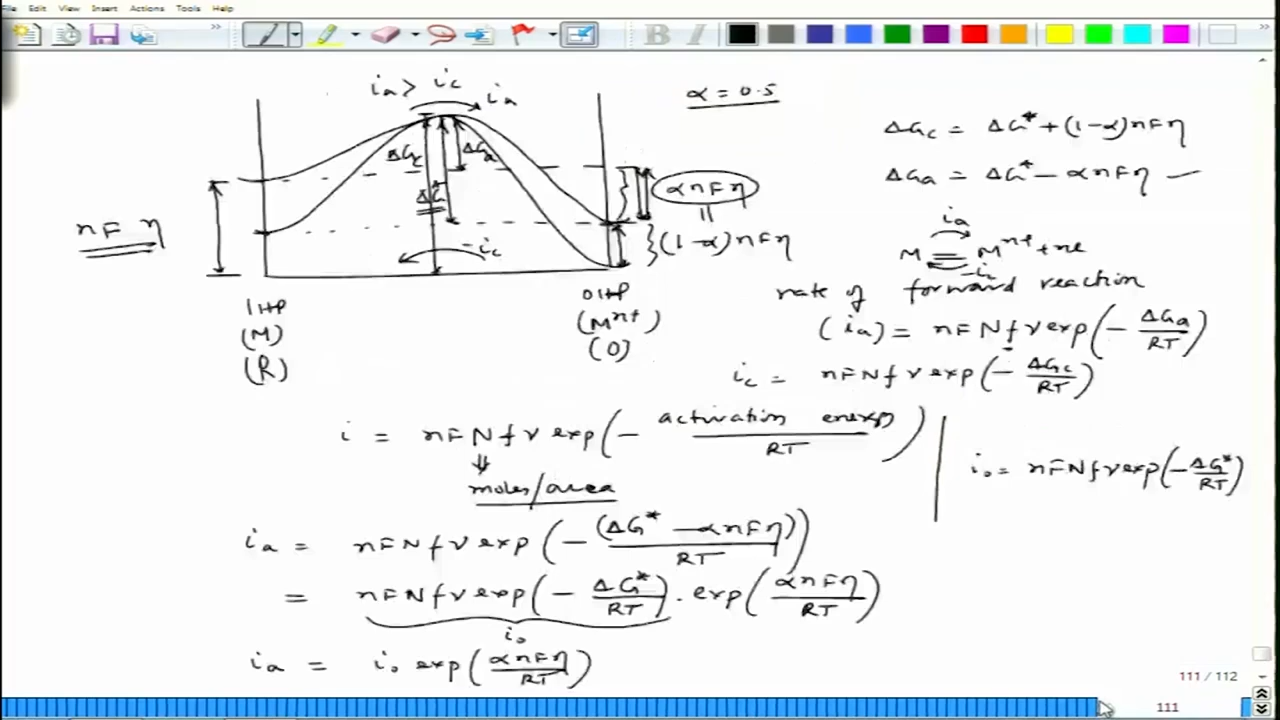 File Edit View Insert Actions Tools Help
B I
ia > ic
ia
α = 0.5
ΔGc = ΔG* + (1-α)nFη
ΔGa = ΔG* - αnFη
ΔGc ΔGa
ΔG*
αnFη
(1-α)nFη
nFη
-ic
ia
M = Mⁿ⁺ + ne
-ic
IHP
(M)
(R)
OHP
(Mⁿ⁺)
(O)
rate of forward reaction
(ia) = nFNfν exp(- ΔGa/RT)
ic = nFNfν exp(- ΔGc/RT)
i = nFNfν exp(- activation energy/RT)
moles/area
i₀ = nFNfν exp(- ΔG*/RT)
ia = nFNfν exp(- (ΔG* - αnFη)/RT)
= nFNfν exp(- ΔG*/RT) . exp(αnFη/RT)
i₀
ia = i₀ exp(αnFη/RT)
111 / 112
111